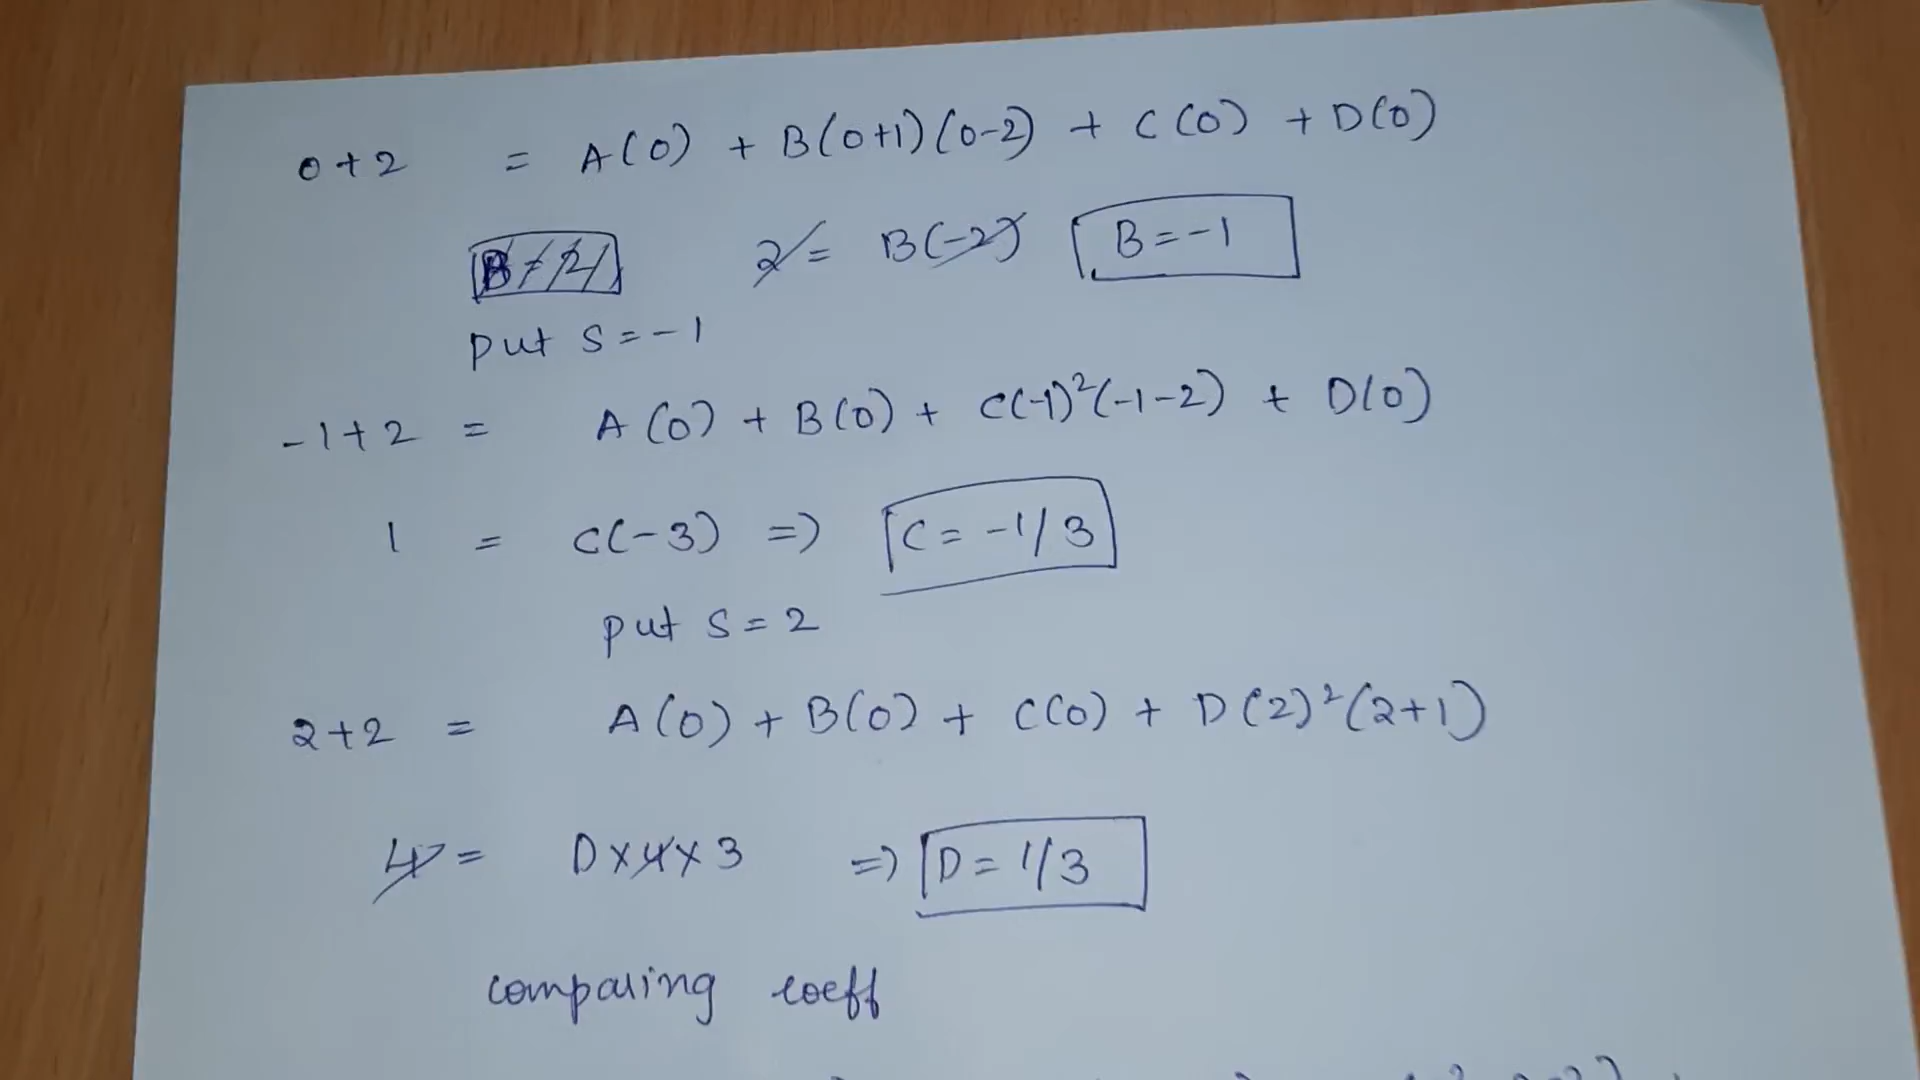 0+2 = A(0) + B(0+1)(0-2) + C(0) + D(0)
2 = B(-2) B=-1
put S=-1
-1+2 = A(0) + B(0) + C(-1)²(-1-2) + D(0)
1 = C(-3) => C=-1/3
put S=2
2+2 = A(0) + B(0) + C(0) + D(2)²(2+1)
4 = D×4×3 => D=1/3
comparing coeff